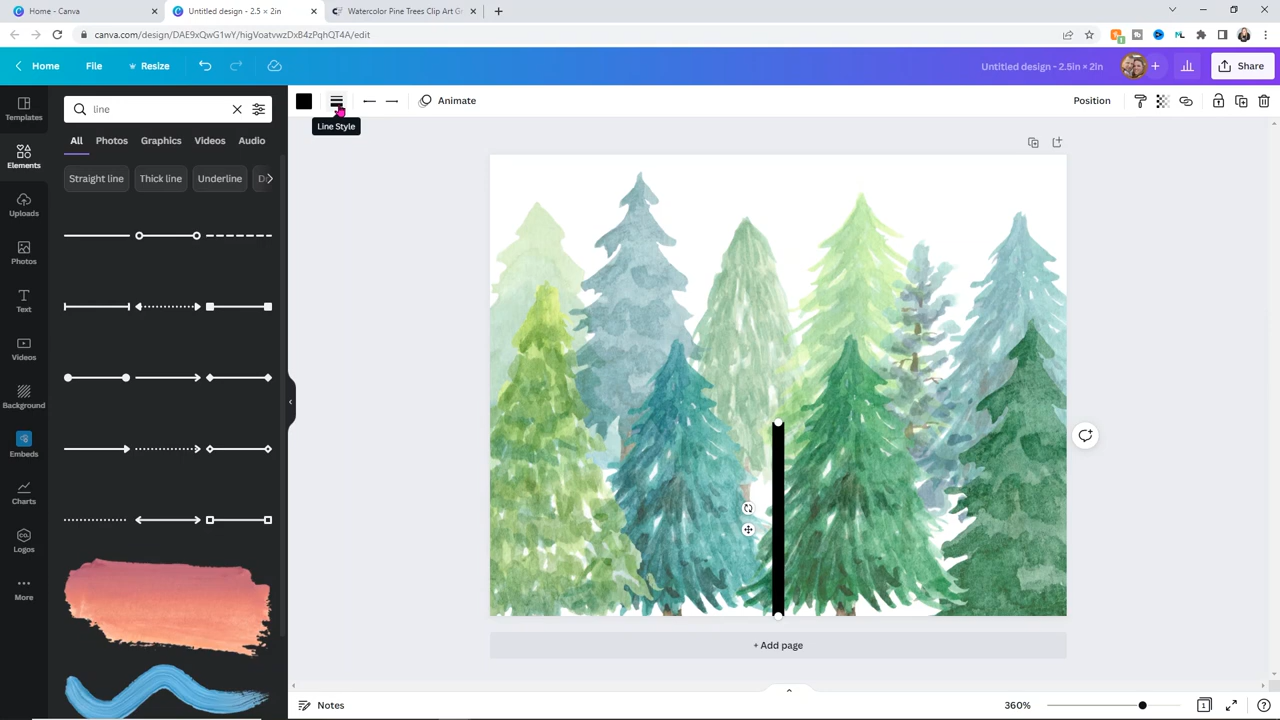 Home - Canva
Untitled design - 2.5 × 2in
Watercolor Pine Trees Clip Art Gr
canva.com/design/DAE9xQwG1wY/higVoatvwzDxB4zPqhQT4A/edit
Home
File
Resize
Untitled design - 2.5in × 2in
Share
Templates
Elements
Uploads
Photos
Text
Videos
Background
Embeds
Charts
Logos
More
line
All
Photos
Graphics
Videos
Audio
Straight line
Thick line
Underline
Animate
Line Style
Position
+ Add page
Notes
360%
1